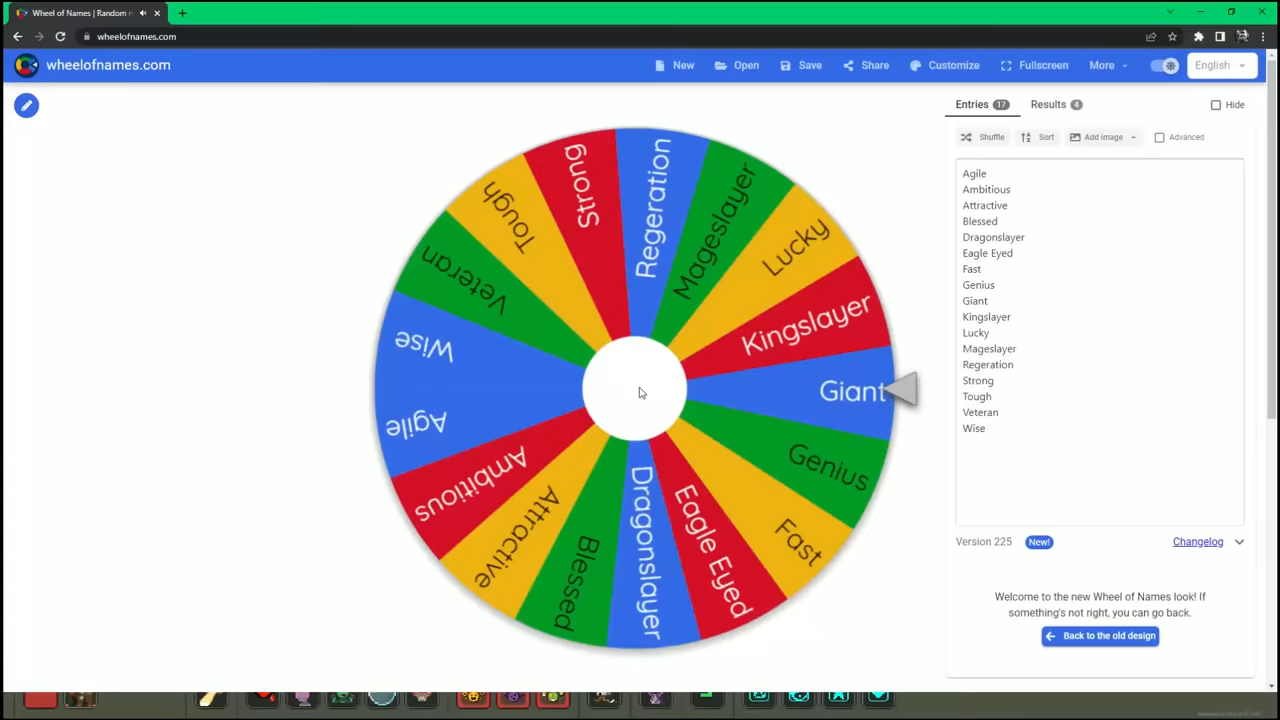 Wheel of Names | Random n
wheelofnames.com
wheelofnames.com
New
Open
Save
Share
Customize
Fullscreen
More
English
Entries 17
Results 4
Hide
Shuffle
Sort
Add image
Advanced
Agile
Ambitious
Attractive
Blessed
Dragonslayer
Eagle Eyed
Fast
Genius
Giant
Kingslayer
Lucky
Mageslayer
Regeration
Strong
Tough
Veteran
Wise
Version 225 New! Changelog
Welcome to the new Wheel of Names look! If
something's not right, you can go back.
Back to the old design
Strong
Regeration
Mageslayer
Lucky
Kingslayer
Giant
Genius
Fast
Eagle Eyed
Dragonslayer
Blessed
Attractive
Ambitious
Agile
Wise
Veteran
Tough